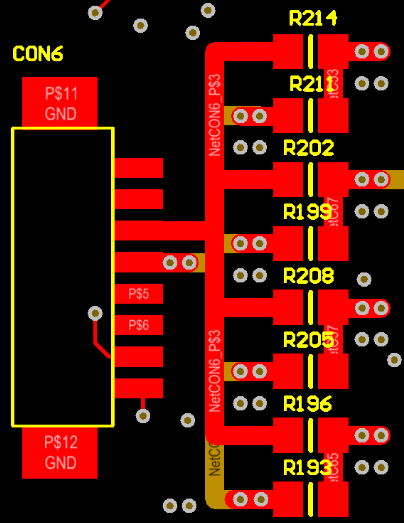 R214
CON6
R211
P$11
GND
NetCON6_P$3
R202
R199
P$5
R208
P$6
R205
NetCON6_P$3
R196
P$12
GND
NetCO
R193